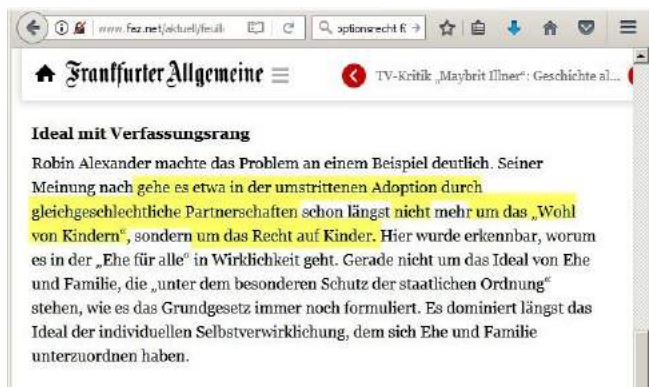 www.faz.net/aktuell/feuill
optionsrecht f
Frankfurter Allgemeine
TV-Kritik „Maybrit Illner“: Geschichte al...
Ideal mit Verfassungsrang
Robin Alexander machte das Problem an einem Beispiel deutlich. Seiner
Meinung nach gehe es etwa in der umstrittenen Adoption durch
gleichgeschlechtliche Partnerschaften schon längst nicht mehr um das „Wohl
von Kindern“, sondern um das Recht auf Kinder. Hier wurde erkennbar, worum
es in der „Ehe für alle“ in Wirklichkeit geht. Gerade nicht um das Ideal von Ehe
und Familie, die „unter dem besonderen Schutz der staatlichen Ordnung“
stehen, wie es das Grundgesetz immer noch formuliert. Es dominiert längst das
Ideal der individuellen Selbstverwirklichung, dem sich Ehe und Familie
unterzuordnen haben.